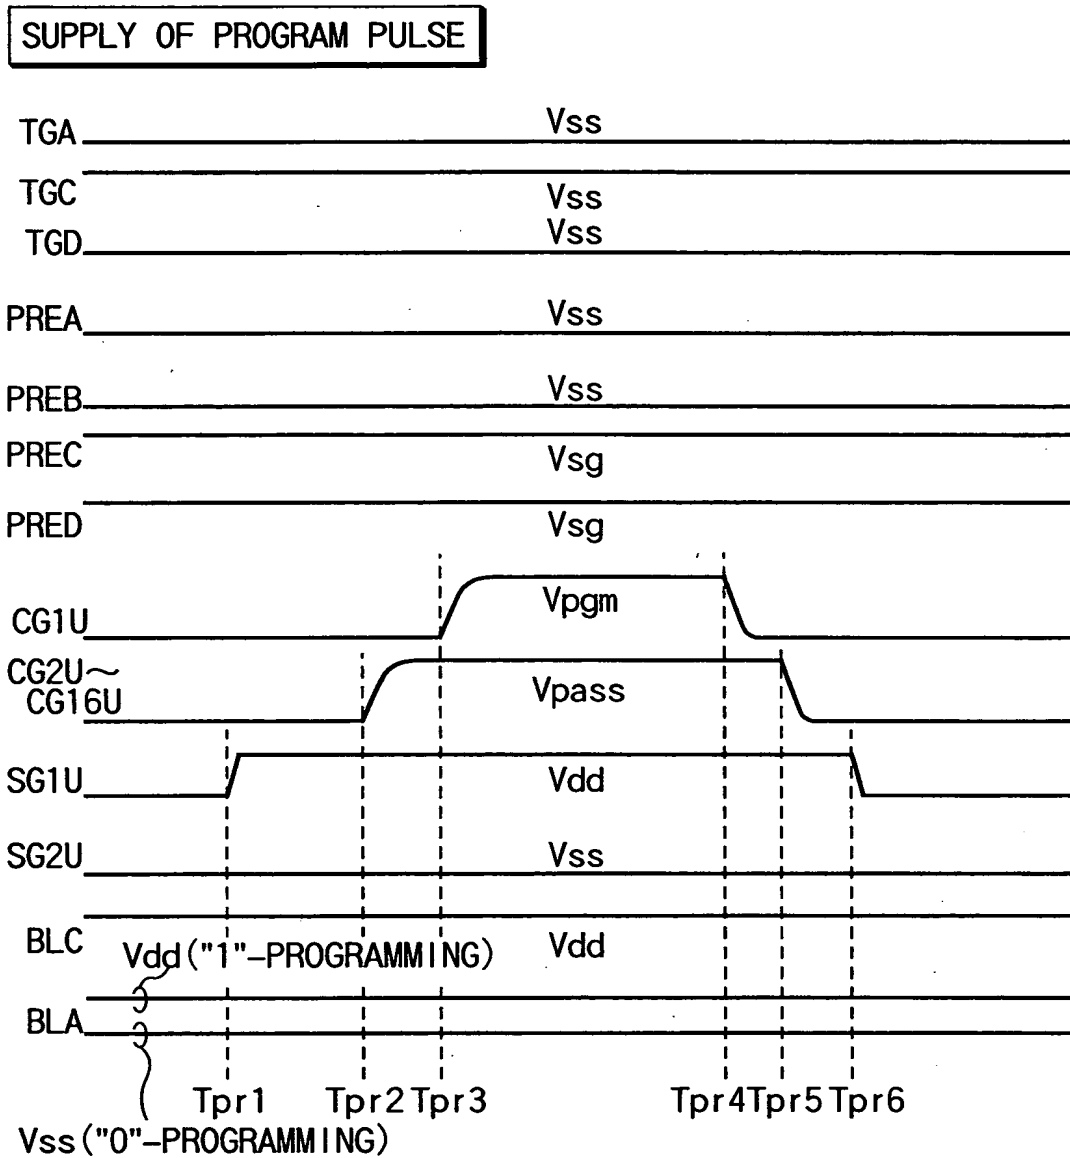 SUPPLY OF PROGRAM PULSE
TGA Vss
TGC Vss
TGD Vss
PREA Vss
PREB Vss
PREC Vsg
PRED Vsg
CG1U Vpgm
CG2U~
CG16U Vpass
SG1U Vdd
SG2U Vss
BLC Vdd
Vdd("1"-PROGRAMMING)
BLA
Tpr1 Tpr2 Tpr3 Tpr4 Tpr5 Tpr6
Vss("0"-PROGRAMMING)